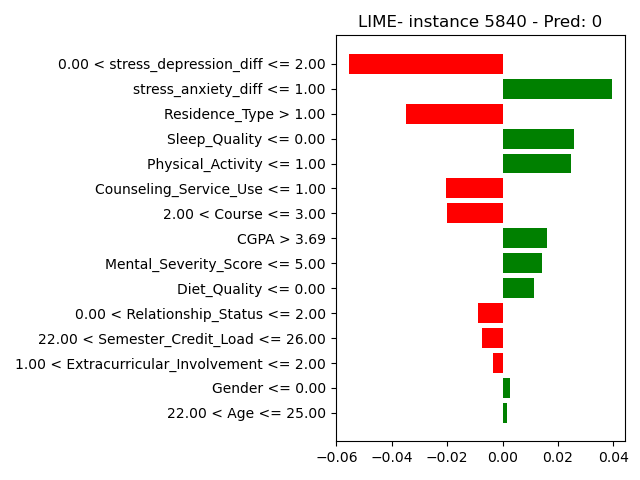 LIME- instance 5840 - Pred: 0
0.00 < stress_depression_diff <= 2.00
stress_anxiety_diff <= 1.00
Residence_Type > 1.00
Sleep_Quality <= 0.00
Physical_Activity <= 1.00
Counseling_Service_Use <= 1.00
2.00 < Course <= 3.00
CGPA > 3.69
Mental_Severity_Score <= 5.00
Diet_Quality <= 0.00
0.00 < Relationship_Status <= 2.00
22.00 < Semester_Credit_Load <= 26.00
1.00 < Extracurricular_Involvement <= 2.00
Gender <= 0.00
22.00 < Age <= 25.00
−0.06 −0.04 −0.02 0.00 0.02 0.04